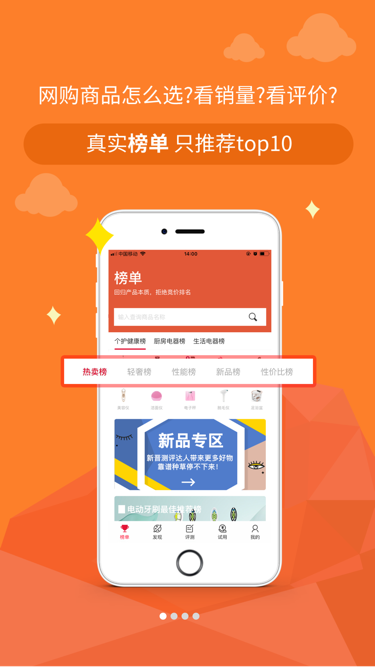 网购商品怎么选?看销量?看评价?
真实榜单 只推荐top10
中国移动
14:05
榜单
回归产品本质，拒绝竞价排名
输入查询商品名称
个护健康榜 厨房电器榜 生活电器榜
热卖榜 轻奢榜 性能榜 新品榜 性价比榜
新品专区
新晋测评达人带来更多好物
靠谱种草停不下来!
电动牙刷最佳推荐榜
榜单 发现 评测 试用 我的